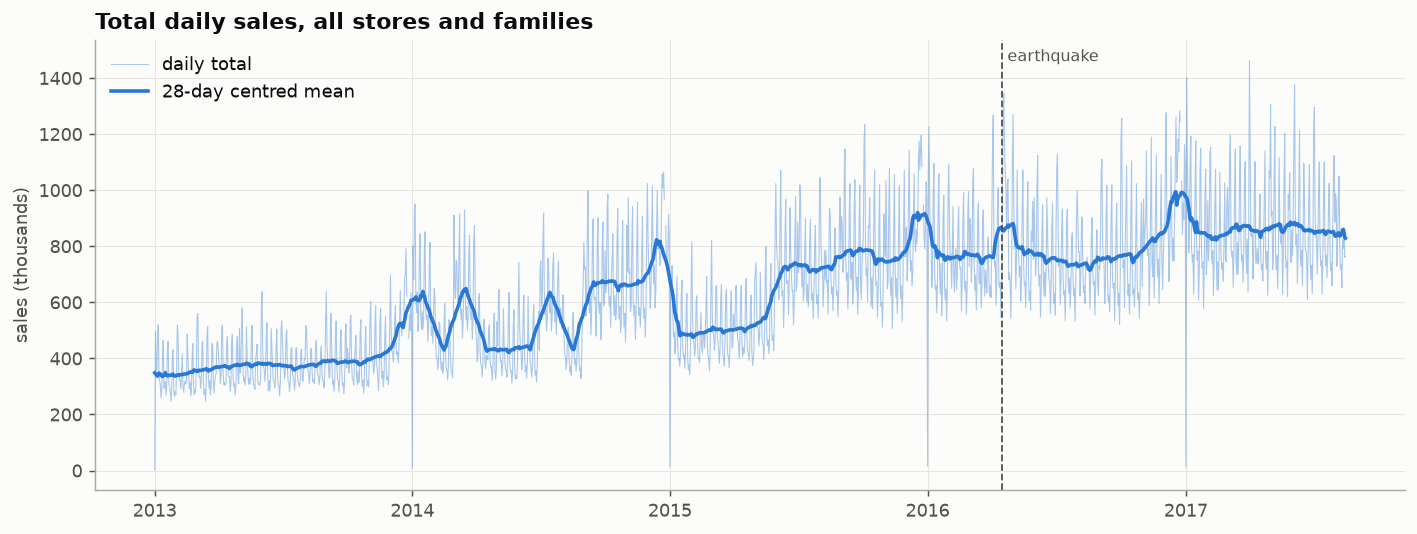 Total daily sales, all stores and families
daily total
28-day centred mean
earthquake
sales (thousands)
1400
1200
1000
800
600
400
200
0
2013
2014
2015
2016
2017